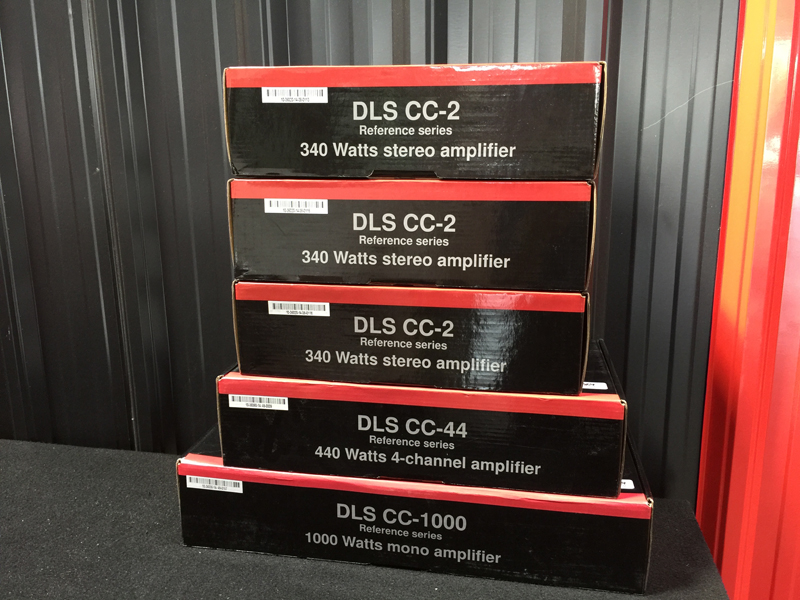 DLS CC-2
Reference series
340 Watts stereo amplifier
DLS CC-2
Reference series
340 Watts stereo amplifier
DLS CC-2
Reference series
340 Watts stereo amplifier
DLS CC-44
Reference series
440 Watts 4-channel amplifier
DLS CC-1000
Reference series
1000 Watts mono amplifier